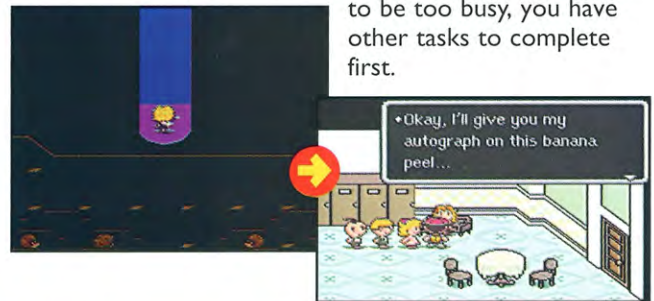 to be too busy, you have
other tasks to complete
first.
•Okay, I'll give you my
autograph on this banana
peel...